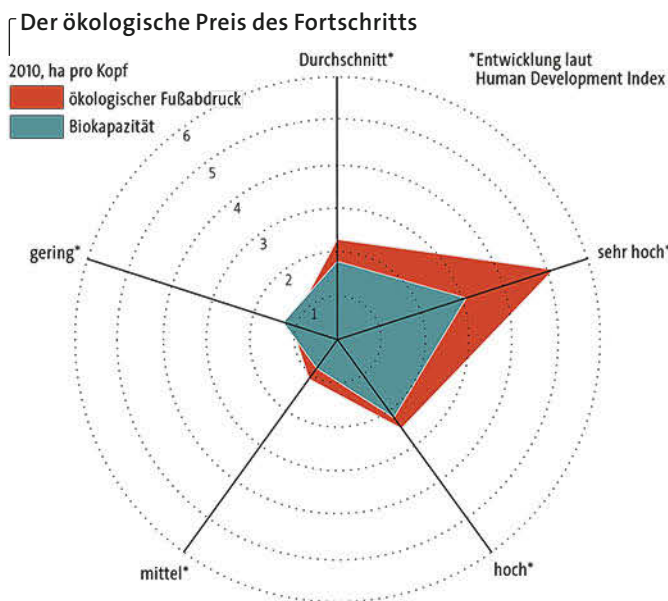 Der ökologische Preis des Fortschritts
2010, ha pro Kopf
ökologischer Fußabdruck
Biokapazität
Durchschnitt*
*Entwicklung laut
Human Development Index
6
5
4
3
2
1
gering*
sehr hoch*
mittel*
hoch*